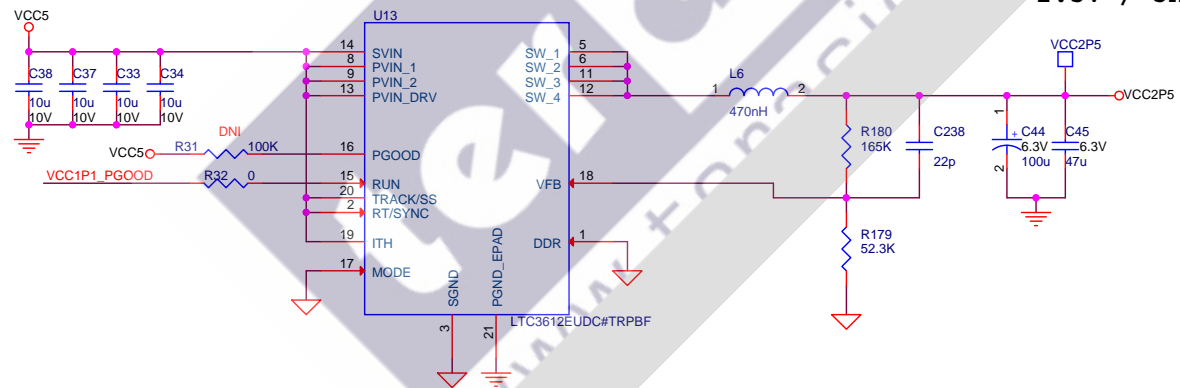 VCC5
U13
VCC2P5
14 SVIN SW_1 5
8 PVIN_1 SW_2 6
9 PVIN_2 SW_3 11
13 PVIN_DRV SW_4 12
C38 C37 C33 C34
10u 10u 10u 10u
10V 10V 10V 10V
L6
1 2
470nH
VCC2P5
R180
165K
C238
22p
1
+
C44
6.3V
100u
2
C45
6.3V
47u
DNI
VCC5 R31 100K 16 PGOOD
VCC1P1_PGOOD R32 0 15 RUN VFB 18
20 TRACK/SS
2 RT/SYNC
19 ITH DDR 1
17 MODE
R179
52.3K
SGND
PGND_EPAD
3
21
LTC3612EUDC#TRPBF